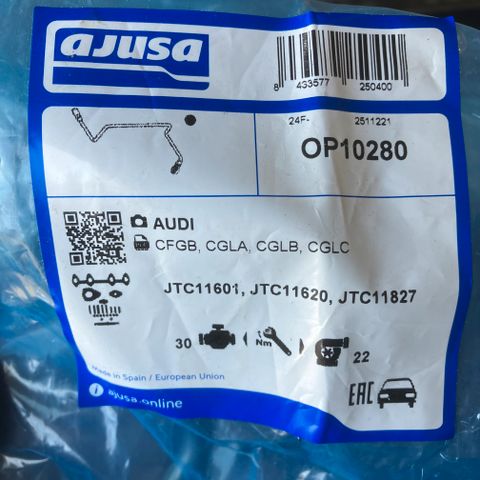 ajusa
8 433577 250400
24F- 2511221
OP10280
AUDI
CFGB, CGLA, CGLB, CGLC
JTC11601, JTC11620, JTC11827
30 Nm 22
Made in Spain / European Union
EAC
i ajusa.online